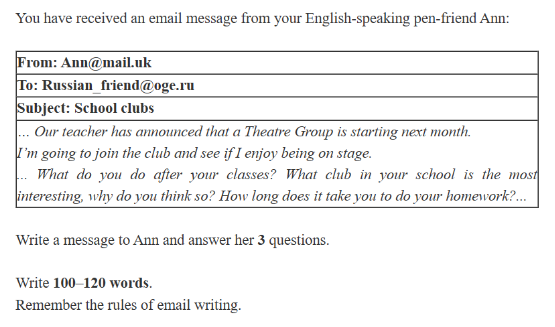 You have received an email message from your English-speaking pen-friend Ann:
From: Ann@mail.uk
To: Russian_friend@oge.ru
Subject: School clubs
... Our teacher has announced that a Theatre Group is starting next month.
I'm going to join the club and see if I enjoy being on stage.
... What do you do after your classes? What club in your school is the most
interesting, why do you think so? How long does it take you to do your homework?...
Write a message to Ann and answer her 3 questions.
Write 100–120 words.
Remember the rules of email writing.